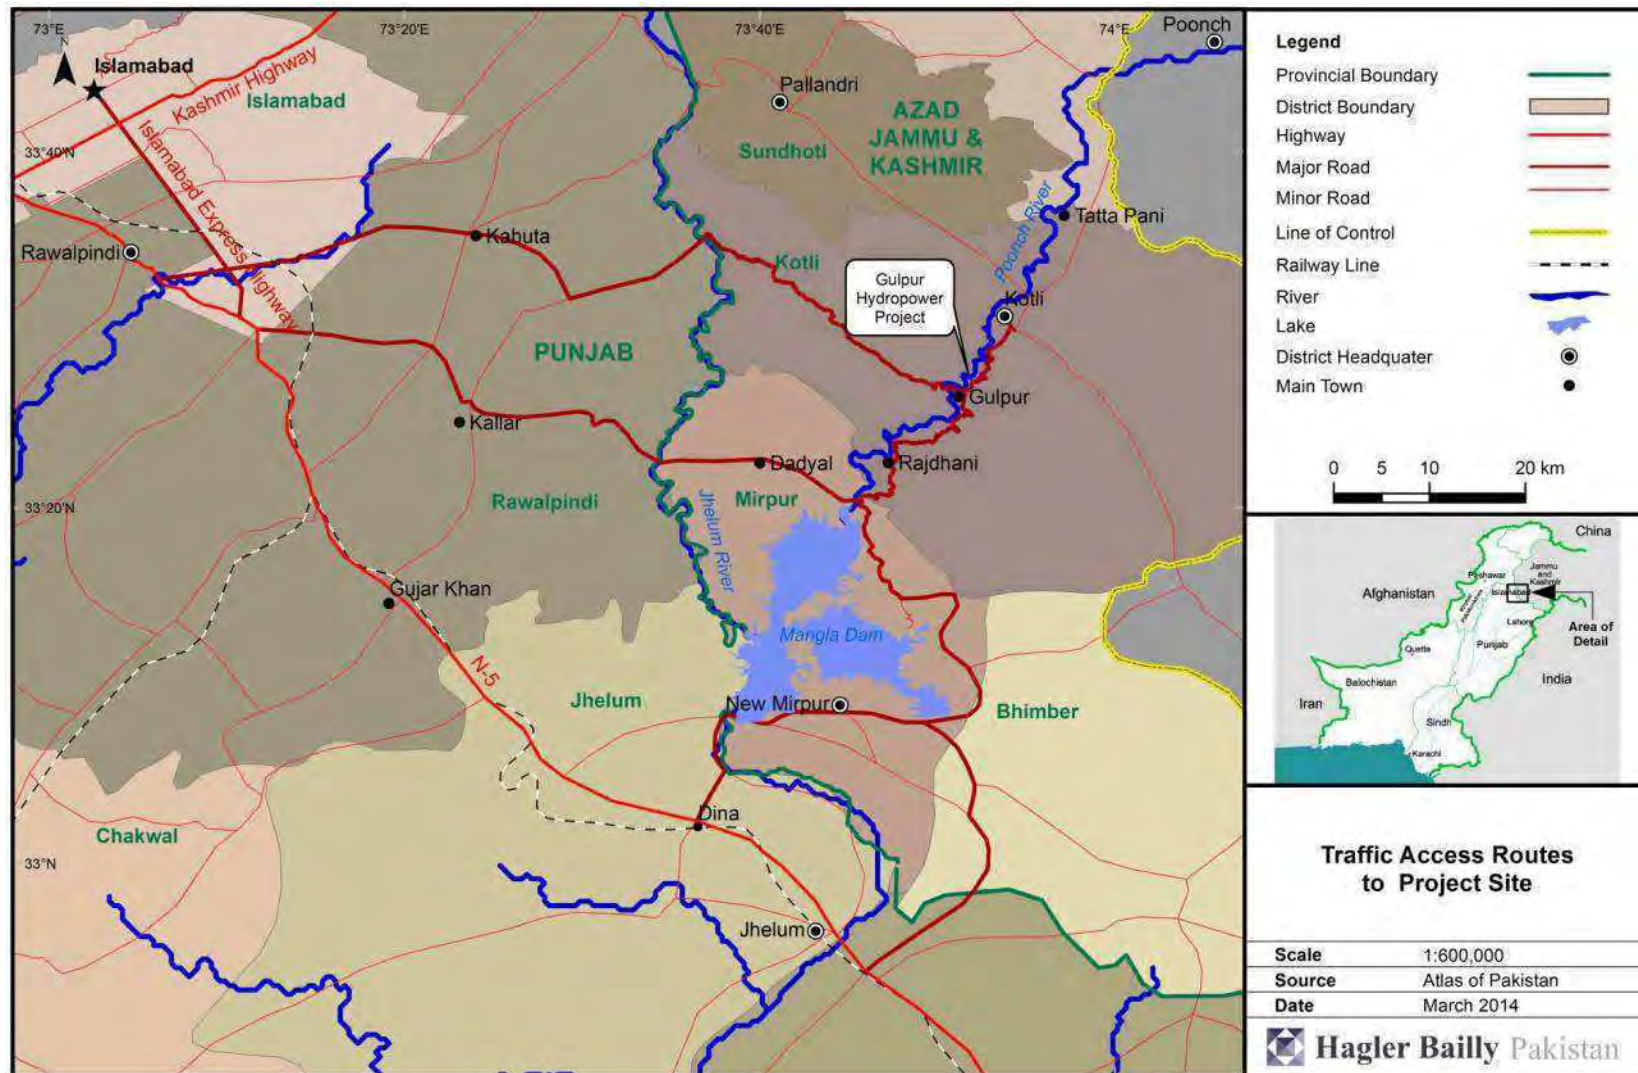 73°E
73°20'E
73°40'E
74°E
Poonch
N
Islamabad
Kashmir Highway
Islamabad
Pallandri
AZAD
JAMMU &
KASHMIR
33°40'N
Sundhoti
Islamabad Express Highway
Poonch River
Tatta Pani
Rawalpindi
Kahuta
Kotli
Gulpur
Hydropower
Project
Kotli
PUNJAB
Gulpur
Kallar
Dadyal
Rajdhani
Rawalpindi
Mirpur
33°20'N
Jhelum River
Gujar Khan
Mangla Dam
N-5
Jhelum
New Mirpur
Bhimber
Dina
Chakwal
33°N
Jhelum
Legend
Provincial Boundary
District Boundary
Highway
Major Road
Minor Road
Line of Control
Railway Line
River
Lake
District Headquater
Main Town
0 5 10 20 km
China
Peshawar
Jammu
and
Kashmir
Afghanistan
Islamabad
Lahore
Area of
Detail
Quetta
Punjab
Balochistan
India
Iran
Sindh
Karachi
Traffic Access Routes
to Project Site
Scale 1:600,000
Source Atlas of Pakistan
Date March 2014
Hagler Bailly Pakistan